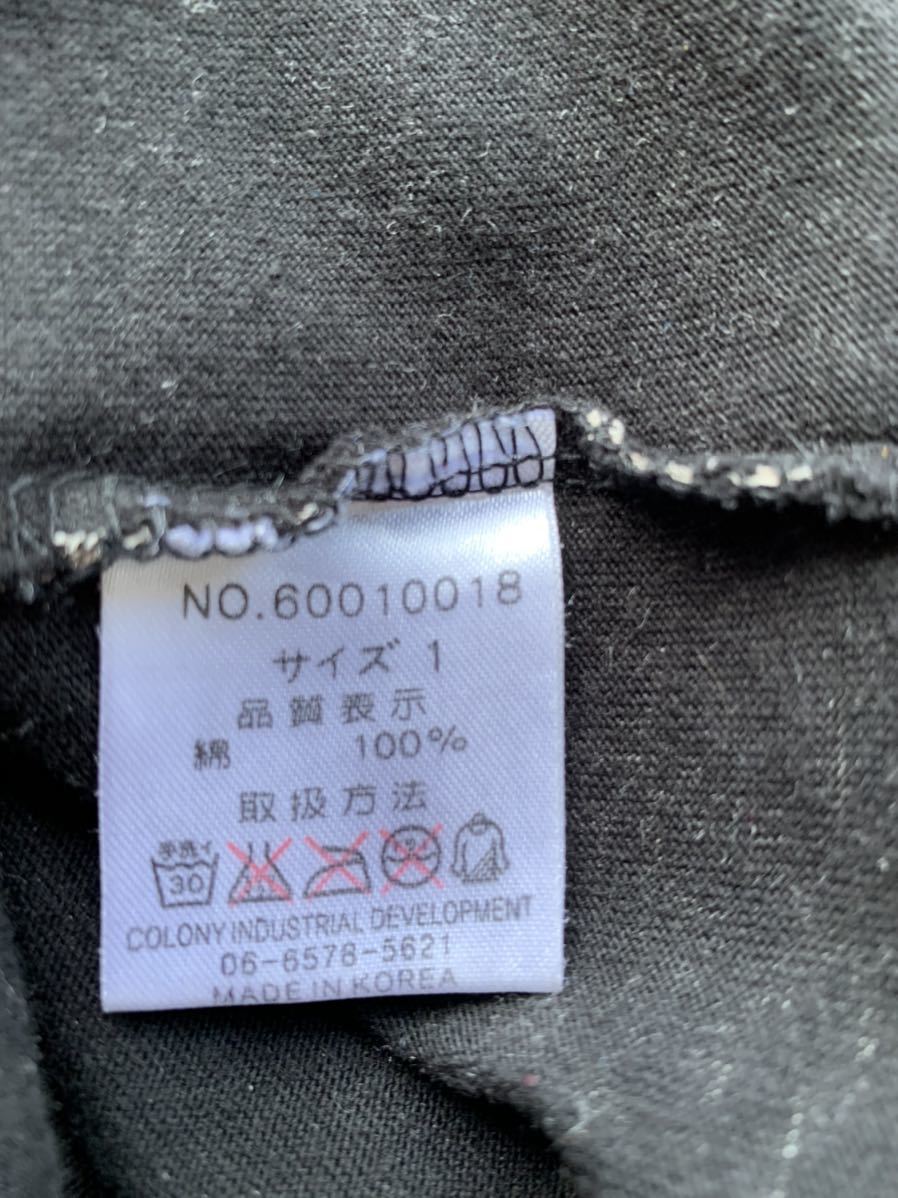 NO.60010018
サイズ 1
品質表示
綿 100%
取扱方法
手洗イ
30
COLONY INDUSTRIAL DEVELOPMENT
06-6578-5621
MADE IN KOREA